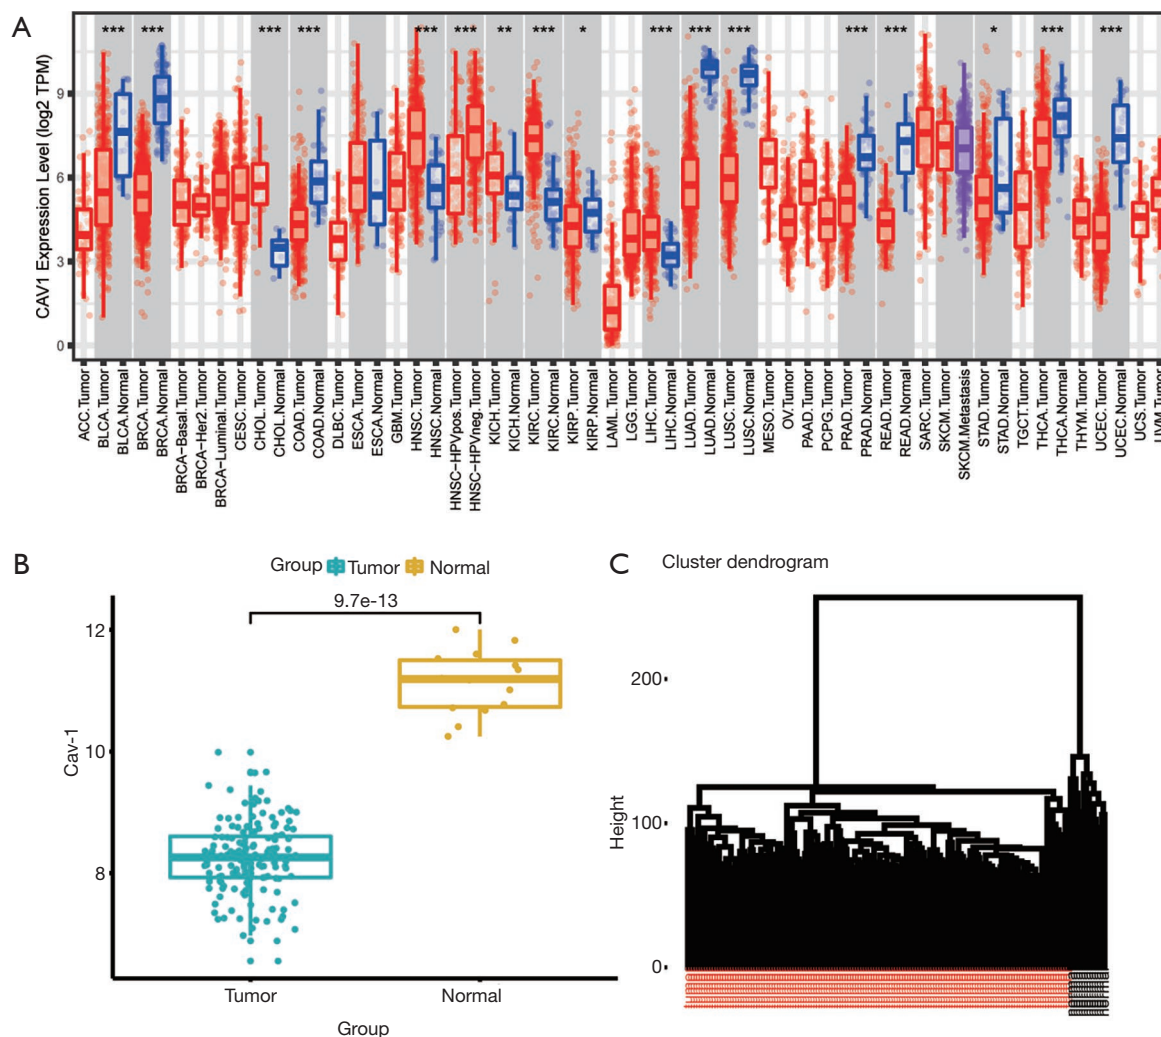 A
*** *** *** *** *** *** ** *** * *** *** *** *** *** * *** ***
CAV1 Expression Level (log2 TPM)
9
6
3
0
ACC.Tumor
BLCA.Tumor
BLCA.Normal
BRCA.Tumor
BRCA.Normal
BRCA-Basal.Tumor
BRCA-Her2.Tumor
BRCA-Luminal.Tumor
CESC.Tumor
CHOL.Tumor
CHOL.Normal
COAD.Tumor
COAD.Normal
DLBC.Tumor
ESCA.Tumor
ESCA.Normal
GBM.Tumor
HNSC.Tumor
HNSC.Normal
HNSC-HPVpos.Tumor
HNSC-HPVneg.Tumor
KICH.Tumor
KICH.Normal
KIRC.Tumor
KIRC.Normal
KIRP.Tumor
KIRP.Normal
LAML.Tumor
LGG.Tumor
LIHC.Tumor
LIHC.Normal
LUAD.Tumor
LUAD.Normal
LUSC.Tumor
LUSC.Normal
MESO.Tumor
OV.Tumor
PAAD.Tumor
PCPG.Tumor
PRAD.Tumor
PRAD.Normal
READ.Tumor
READ.Normal
SARC.Tumor
SKCM.Tumor
SKCM.Metastasis
STAD.Tumor
STAD.Normal
TGCT.Tumor
THCA.Tumor
THCA.Normal
THYM.Tumor
UCEC.Tumor
UCEC.Normal
UCS.Tumor
UVM.Tumor
B
Group Tumor Normal
9.7e-13
Cav-1
12
10
8
Tumor
Normal
Group
C
Cluster dendrogram
Height
200
100
0